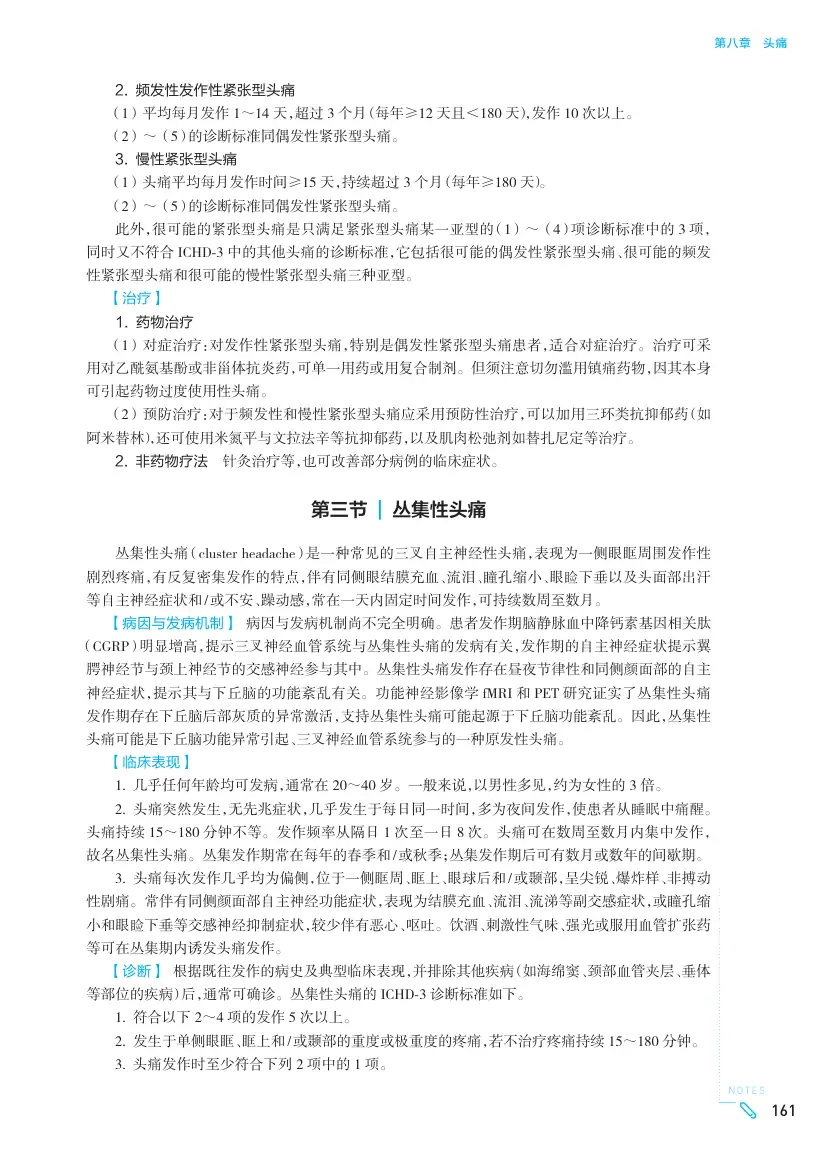 第八章 头痛
2. 频发性发作性紧张型头痛
（1）平均每月发作 1～14 天，超过 3 个月（每年≥12 天且＜180 天），发作 10 次以上。
（2）～（5）的诊断标准同偶发性紧张型头痛。
3. 慢性紧张型头痛
（1）头痛平均每月发作时间≥15 天，持续超过 3 个月（每年≥180 天）。
（2）～（5）的诊断标准同偶发性紧张型头痛。
此外，很可能的紧张型头痛是只满足紧张型头痛某一亚型的（1）～（4）项诊断标准中的 3 项，
同时又不符合 ICHD-3 中的其他头痛的诊断标准，它包括很可能的偶发性紧张型头痛、很可能的频发
性紧张型头痛和很可能的慢性紧张型头痛三种亚型。
【治疗】
1. 药物治疗
（1）对症治疗：对发作性紧张型头痛，特别是偶发性紧张型头痛患者，适合对症治疗。治疗可采
用对乙酰氨基酚或非甾体抗炎药，可单一用药或用复合制剂。但须注意切勿滥用镇痛药物，因其本身
可引起药物过度使用性头痛。
（2）预防治疗：对于频发性和慢性紧张型头痛应采用预防性治疗，可以加用三环类抗抑郁药（如
阿米替林），还可使用米氮平与文拉法辛等抗抑郁药，以及肌肉松弛剂如替扎尼定等治疗。
2. 非药物疗法 针灸治疗等，也可改善部分病例的临床症状。
第三节 | 丛集性头痛
丛集性头痛（cluster headache）是一种常见的三叉自主神经性头痛，表现为一侧眼眶周围发作性
剧烈疼痛，有反复密集发作的特点，伴有同侧眼结膜充血、流泪、瞳孔缩小、眼睑下垂以及头面部出汗
等自主神经症状和/或不安、躁动感，常在一天内固定时间发作，可持续数周至数月。
【病因与发病机制】 病因与发病机制尚不完全明确。患者发作期脑静脉血中降钙素基因相关肽
（CGRP）明显增高，提示三叉神经血管系统与丛集性头痛的发病有关，发作期的自主神经症状提示翼
腭神经节与颈上神经节的交感神经参与其中。丛集性头痛发作存在昼夜节律性和同侧颜面部的自主
神经症状，提示其与下丘脑的功能紊乱有关。功能神经影像学 fMRI 和 PET 研究证实了丛集性头痛
发作期存在下丘脑后部灰质的异常激活，支持丛集性头痛可能起源于下丘脑功能紊乱。因此，丛集性
头痛可能是下丘脑功能异常引起、三叉神经血管系统参与的一种原发性头痛。
【临床表现】
1. 几乎任何年龄均可发病，通常在 20～40 岁。一般来说，以男性多见，约为女性的 3 倍。
2. 头痛突然发生，无先兆症状，几乎发生于每日同一时间，多为夜间发作，使患者从睡眠中痛醒。
头痛持续 15～180 分钟不等。发作频率从隔日 1 次至一日 8 次。头痛可在数周至数月内集中发作，
故名丛集性头痛。丛集发作期常在每年的春季和/或秋季；丛集发作期后可有数月或数年的间歇期。
3. 头痛每次发作几乎均为偏侧，位于一侧眶周、眶上、眼球后和/或颞部，呈尖锐、爆炸样、非搏动
性剧痛。常伴有同侧颜面部自主神经功能症状，表现为结膜充血、流泪、流涕等副交感症状，或瞳孔缩
小和眼睑下垂等交感神经抑制症状，较少伴有恶心、呕吐。饮酒、刺激性气味、强光或服用血管扩张药
等可在丛集期内诱发头痛发作。
【诊断】 根据既往发作的病史及典型临床表现，并排除其他疾病（如海绵窦、颈部血管夹层、垂体
等部位的疾病）后，通常可确诊。丛集性头痛的 ICHD-3 诊断标准如下。
1. 符合以下 2～4 项的发作 5 次以上。
2. 发生于单侧眼眶、眶上和/或颞部的重度或极重度的疼痛，若不治疗疼痛持续 15～180 分钟。
3. 头痛发作时至少符合下列 2 项中的 1 项。
NOTES
161